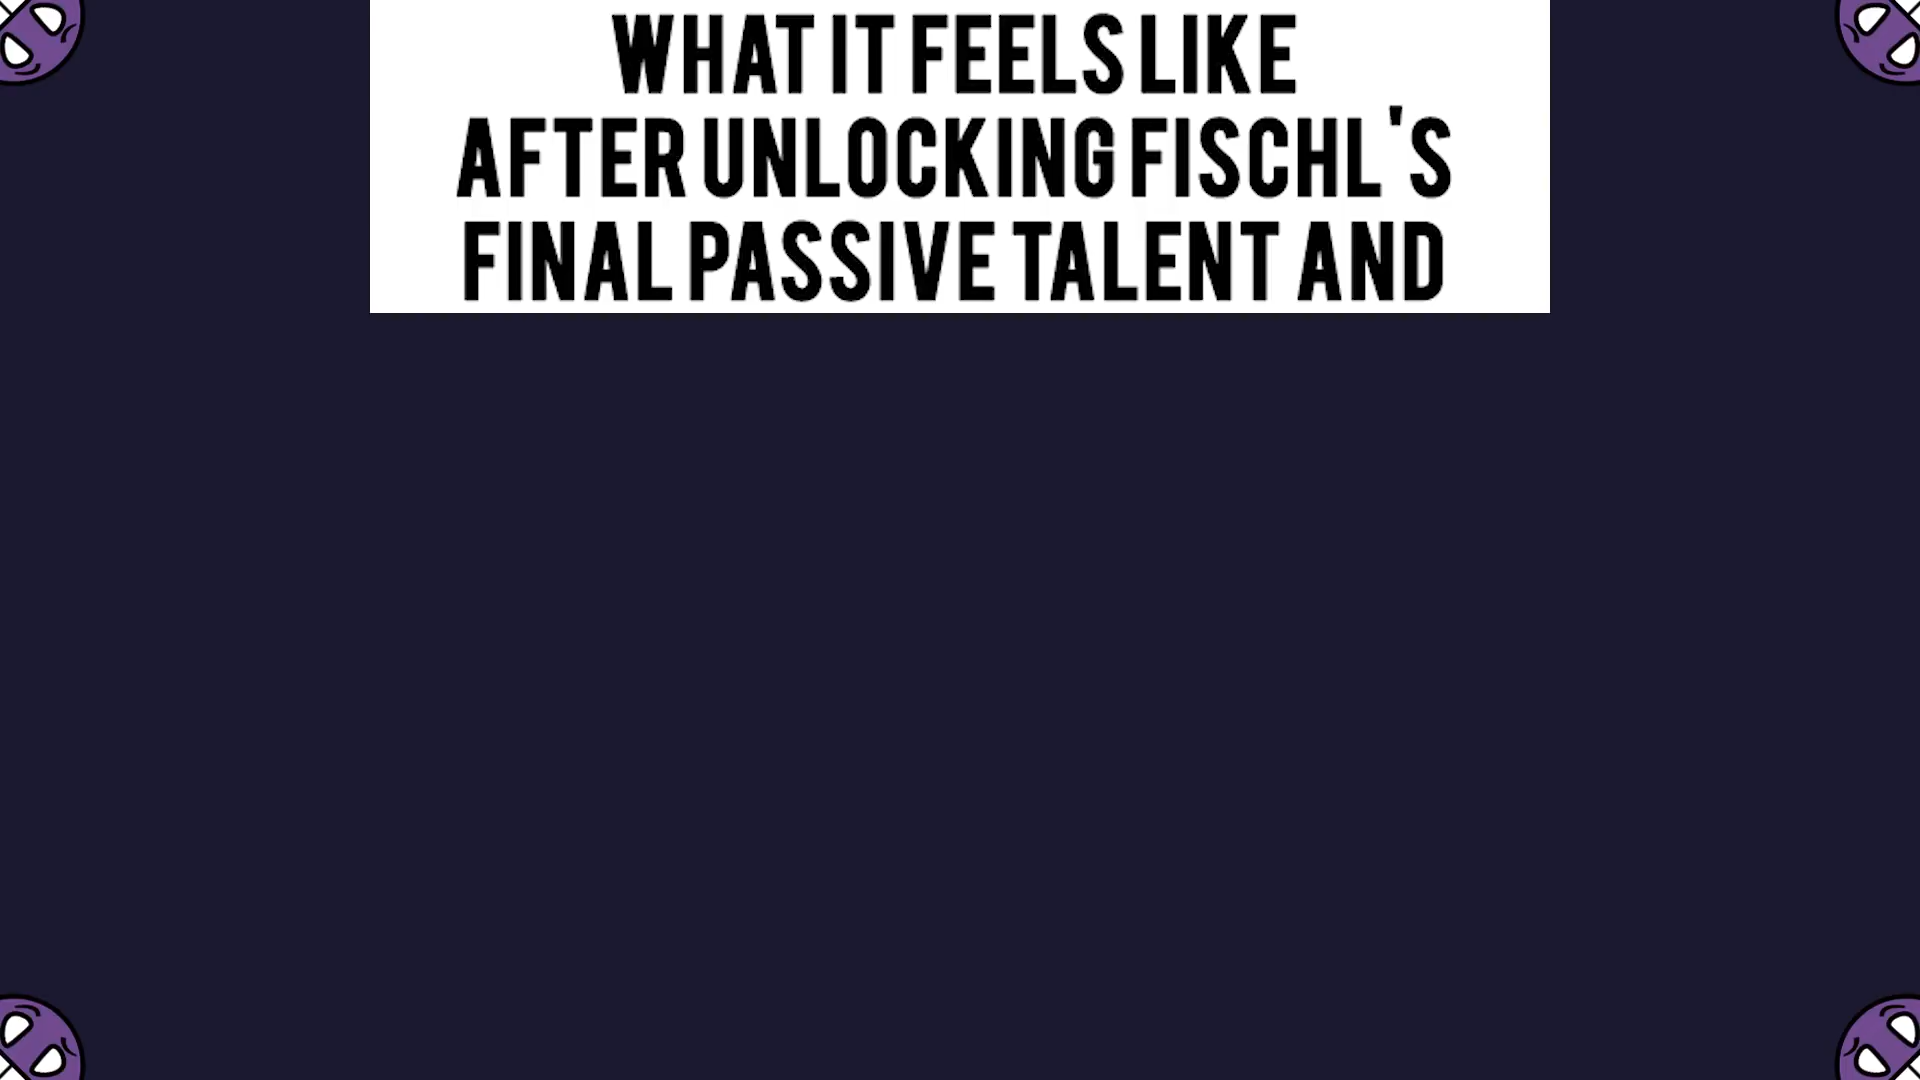 WHAT IT FEELS LIKE
AFTER UNLOCKING FISCHL'S
FINAL PASSIVE TALENT AND